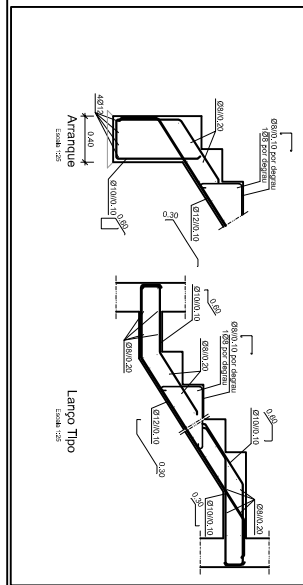 Ø8//0.10 por degrau
1Ø8 por degrau
Ø8//0.20
4Ø12
0.40
Arranque
Escala 1:25
Ø12//0.10
Ø10//0.10
0.60
0.30
Ø10//0.10
0.60
Ø8//0.10 por degrau
1Ø8 por degrau
Ø8//0.20
Ø10//0.10
0.60
Ø8//0.20
Ø12//0.10
Ø8//0.20
Ø10//0.10
0.30
0.30
Lanço Tipo
Escala 1:25